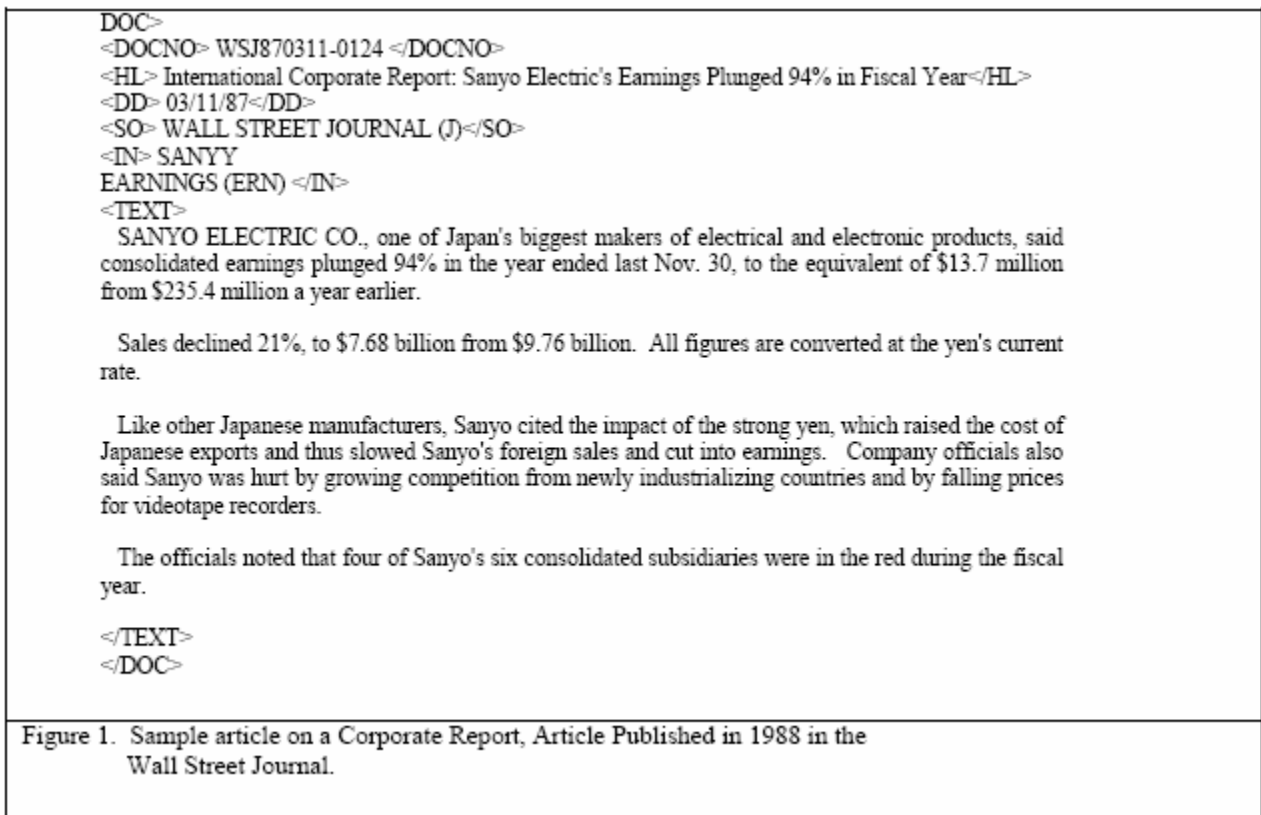 DOC>
<DOCNO> WSJ870311-0124 </DOCNO>
<HL> International Corporate Report: Sanyo Electric's Earnings Plunged 94% in Fiscal Year</HL>
<DD> 03/11/87</DD>
<SO> WALL STREET JOURNAL (J)</SO>
<IN> SANYY
EARNINGS (ERN) </IN>
<TEXT>
SANYO ELECTRIC CO., one of Japan's biggest makers of electrical and electronic products, said
consolidated earnings plunged 94% in the year ended last Nov. 30, to the equivalent of $13.7 million
from $235.4 million a year earlier.
Sales declined 21%, to $7.68 billion from $9.76 billion. All figures are converted at the yen's current
rate.
Like other Japanese manufacturers, Sanyo cited the impact of the strong yen, which raised the cost of
Japanese exports and thus slowed Sanyo's foreign sales and cut into earnings. Company officials also
said Sanyo was hurt by growing competition from newly industrializing countries and by falling prices
for videotape recorders.
The officials noted that four of Sanyo's six consolidated subsidiaries were in the red during the fiscal
year.
</TEXT>
</DOC>
Figure 1. Sample article on a Corporate Report, Article Published in 1988 in the
Wall Street Journal.